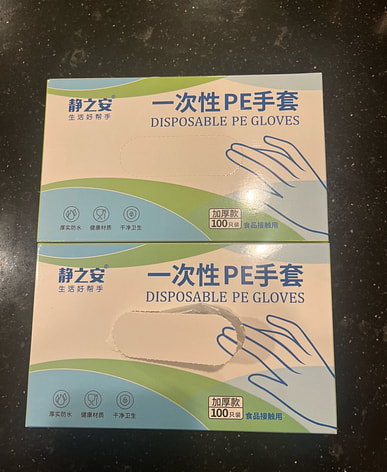 静之安®
生活好帮手
一次性PE手套
DISPOSABLE PE GLOVES
厚实防水 健康材质 干净卫生
加厚款
100只装
食品接触用
静之安®
生活好帮手
一次性PE手套
DISPOSABLE PE GLOVES
厚实防水 健康材质 干净卫生
加厚款
100只装
食品接触用